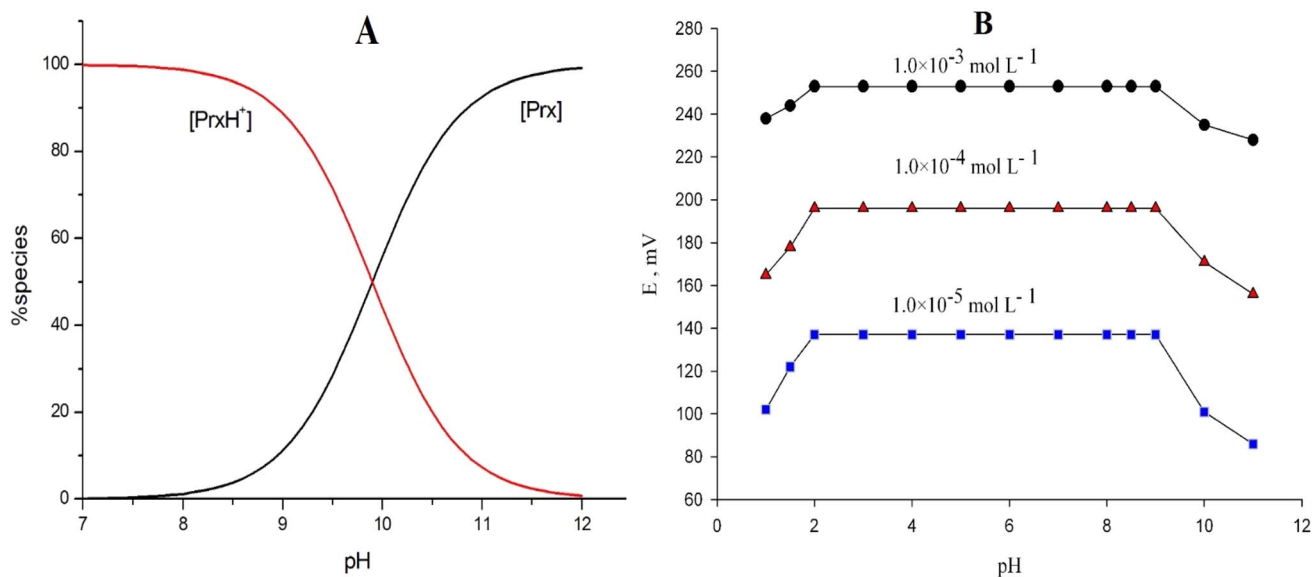 A
100
80
60
40
20
0
%species
[PrxH⁺]
[Prx]
7 8 9 10 11 12
pH
B
280
260
240
220
200
180
160
140
120
100
80
60
E , mV
1.0×10⁻³ mol L⁻¹
1.0×10⁻⁴ mol L⁻¹
1.0×10⁻⁵ mol L⁻¹
0 2 4 6 8 10 12
pH